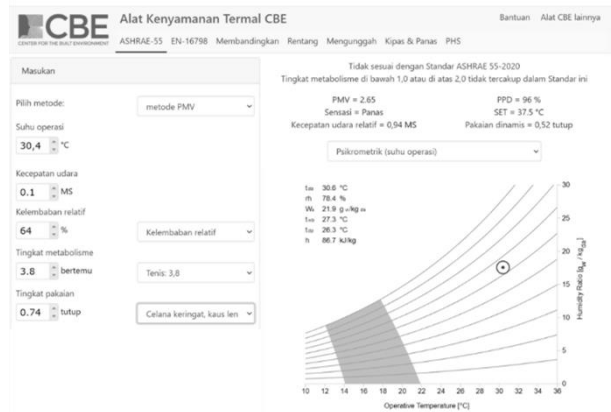 CBE
CENTER FOR THE BUILT ENVIRONMENT
Alat Kenyamanan Termal CBE
Bantuan Alat CBE lainnya
ASHRAE-55 EN-16798 Membandingkan Rentang Mengunggah Kipas & Panas PHS
Masukan
Pilih metode:
metode PMV
Suhu operasi
30,4 °C
Kecepatan udara
0.1 MS
Kelembaban relatif
64 % Kelembaban relatif
Tingkat metabolisme
3.8 bertemu Tenis: 3,8
Tingkat pakaian
0.74 tutup Celana keringat, kaus len
Tidak sesuai dengan Standar ASHRAE 55-2020
Tingkat metabolisme di bawah 1,0 atau di atas 2,0 tidak tercakup dalam Standar ini
PMV = 2.65 PPD = 96 %
Sensasi = Panas SET = 37.5 °C
Kecepatan udara relatif = 0,94 MS Pakaian dinamis = 0,52 tutup
Psikrometrik (suhu operasi)
30.6 °C
rh 78.4 %
21.9
27.3 °C
26.3 °C
h 86.7 kJ/kg
30
25
20
15
10
5
0
Humidity Ratio [g w / kg da]
10 12 14 16 18 20 22 24 26 28 30 32 34 36
Operative Temperature [°C]